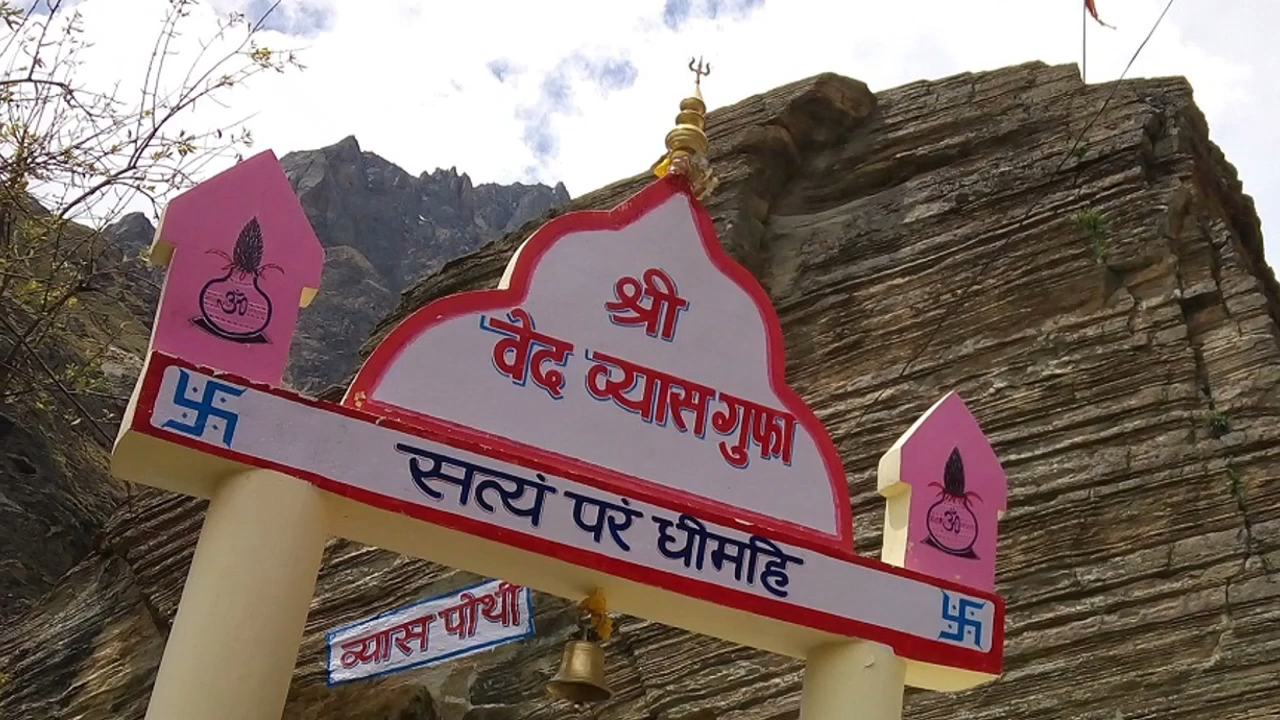 श्री
वेद व्यास गुफा
सत्यं परं धीमहि
व्यास पोथी
ॐ
ॐ